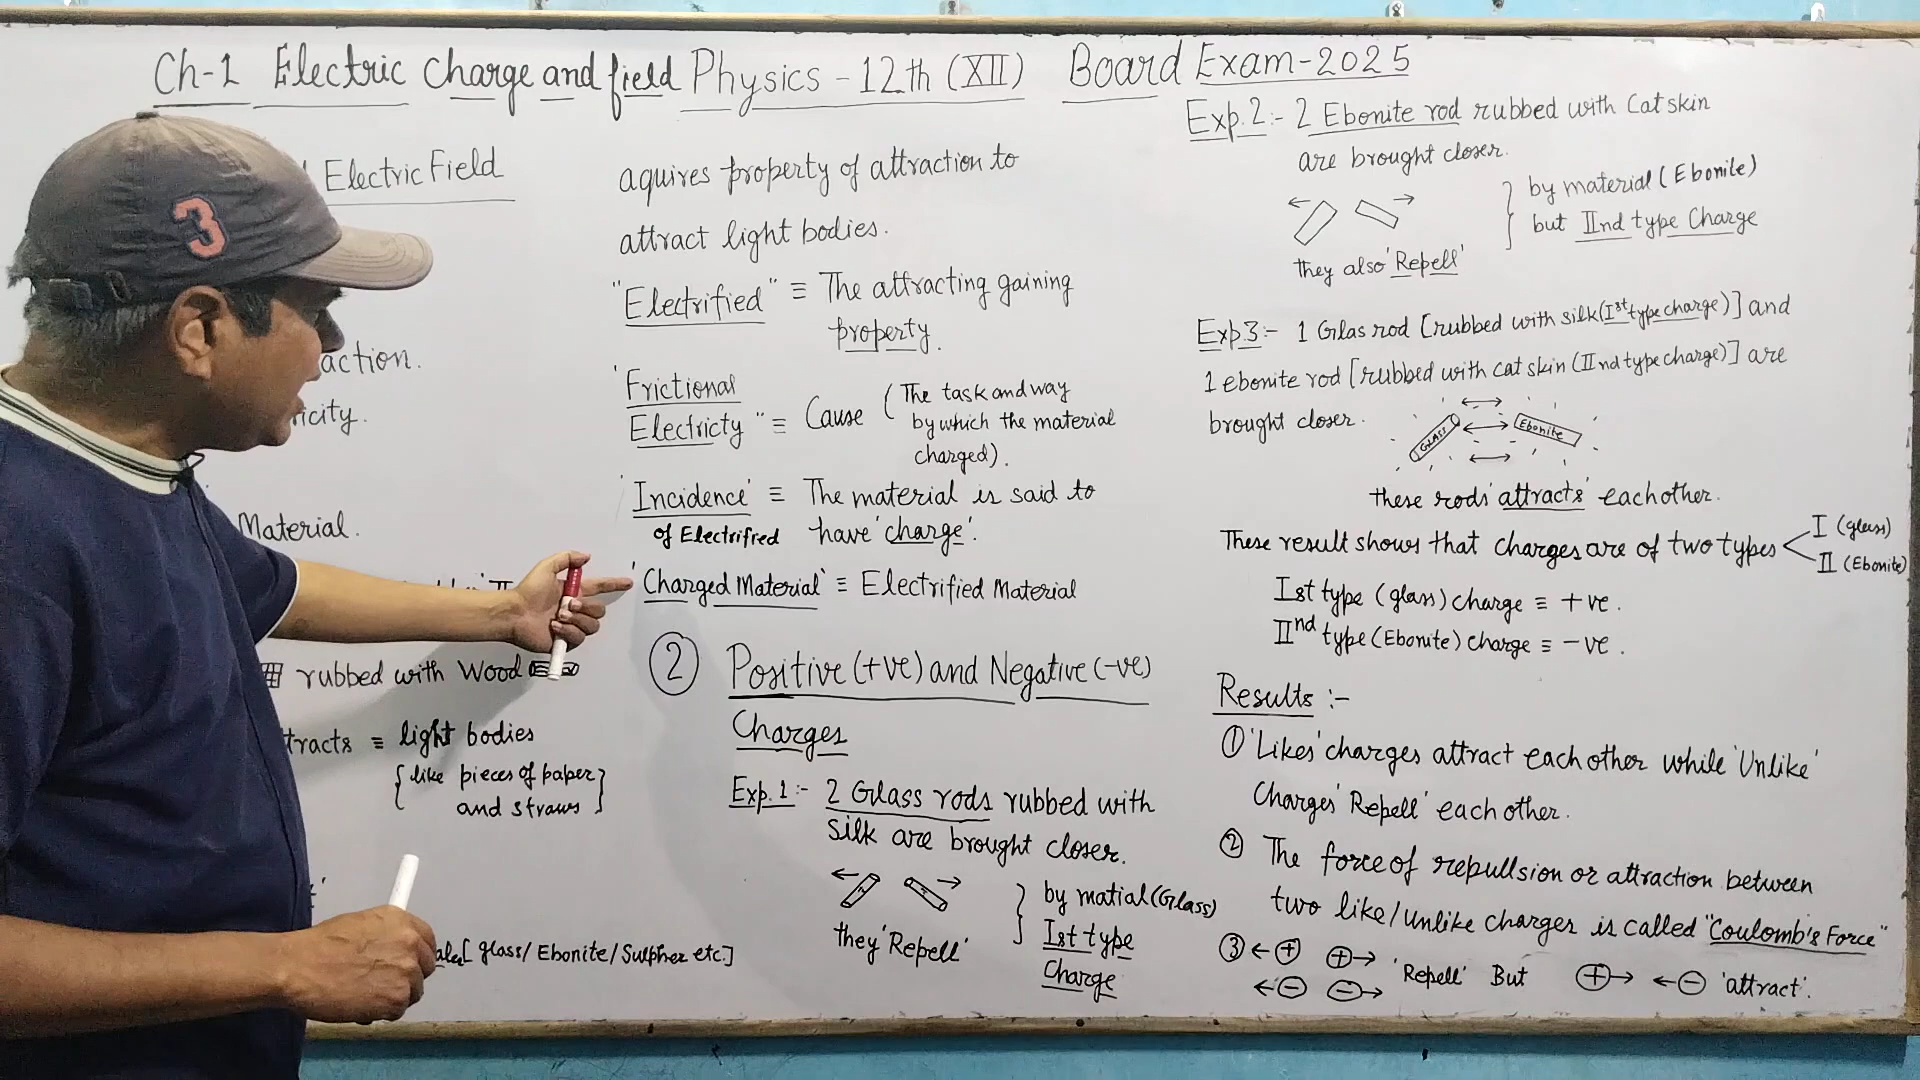 Ch-1 Electric charge and field Physics - 12th (XII) Board Exam-2025
3
Electric Field
action.
icity.
Material.
rubbed with Wood
tracts ≡ light bodies
{like pieces of paper
and straws}
[glass/Ebonite/Sulpher etc.]
aquires property of attraction to
attract light bodies.
"Electrified" ≡ The attracting gaining
property.
'Frictional
Electricty" ≡ Cause (The task and way
by which the material
charged).
'Incidence' ≡ The material is said to
of Electrified have 'charge'.
'Charged Material' ≡ Electrified Material
② Positive (+ve) and Negative (-ve)
Charges
Exp. 1:- 2 Glass rods rubbed with
silk are brought closer.
they 'Repell'
} by matial (Glass)
Ist type
Charge
Exp. 2:- 2 Ebonite rod rubbed with Cat skin
are brought closer.
they also 'Repell'
} by material (Ebonite)
but IInd type Charge
Exp 3:- 1 Glas rod [rubbed with silk (Ist type charge)] and
1 ebonite rod [rubbed with cat skin (IInd type charge)] are
brought closer.
GLASS
Ebonite
these rods 'attracts' each other.
These result shows that charges are of two types < I (glass)
II (Ebonite)
Ist type (glass) charge ≡ +ve.
IInd type (Ebonite) charge ≡ -ve.
Results :-
① 'Likes' charges attract each other while 'Unlike'
Charges 'Repell' each other.
② The force of repullsion or attraction between
two like/unlike charger is called "Coulomb's Force"
③ ←⊕ ⊕→ 'Repell' But ⊕→ ←⊖ 'attract'.
←⊖ ⊖→